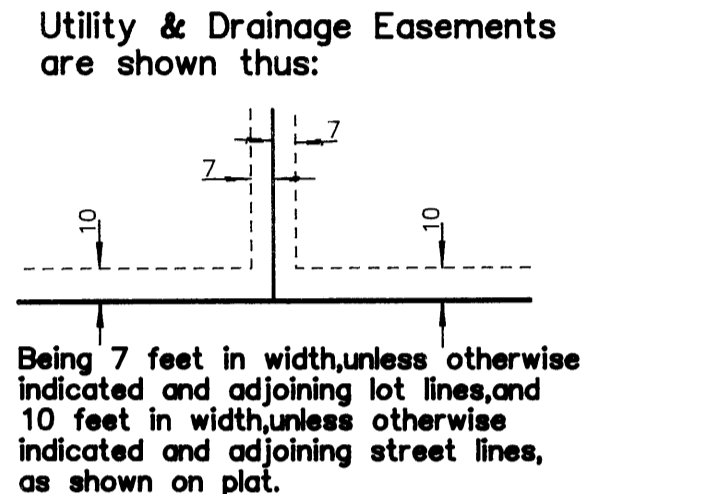 Utility & Drainage Easements
are shown thus:
7
7
10
10
Being 7 feet in width,unless otherwise
indicated and adjoining lot lines,and
10 feet in width,unless otherwise
indicated and adjoining street lines,
as shown on plat.